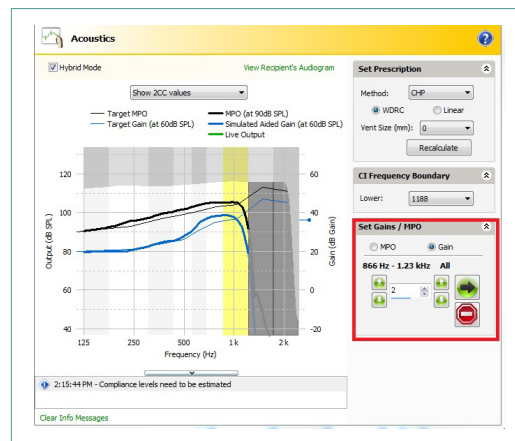 Acoustics
Hybrid Mode
View Recipient's Audiogram
Show 2CC values
Target MPO
MPO (at 90dB SPL)
Target Gain (at 60dB SPL)
Simulated Aided Gain (at 60dB SPL)
Live Output
Output (dB SPL)
120
100
80
60
40
60
40
20
0
-20
Gain (dB Gain)
125 250 500 1 k 2 k
Frequency (Hz)
2:15:44 PM - Compliance levels need to be estimated
Clear Info Messages
Set Prescription
Method: CHP
WDRC Linear
Vent Size (mm): 0
Recalculate
CI Frequency Boundary
Lower: 1188
Set Gains / MPO
MPO Gain
866 Hz - 1.23 kHz All
2